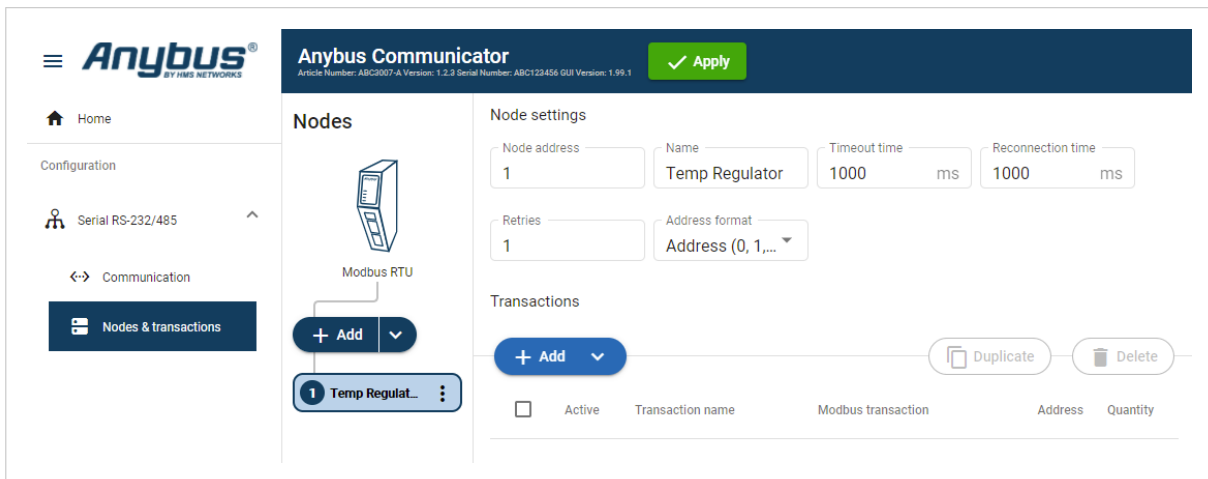 Anybus®
BY HMS NETWORKS
Home
Configuration
Serial RS-232/485
Communication
Nodes & transactions
Anybus Communicator
Article Number: ABC3007-A Version: 1.2.3 Serial Number: ABC123456 GUI Version: 1.99.1
Apply
Nodes
Modbus RTU
+ Add
1 Temp Regulat...
Node settings
Node address
1
Name
Temp Regulator
Timeout time
1000 ms
Reconnection time
1000 ms
Retries
1
Address format
Address (0, 1,...
Transactions
+ Add
Duplicate
Delete
Active Transaction name Modbus transaction Address Quantity